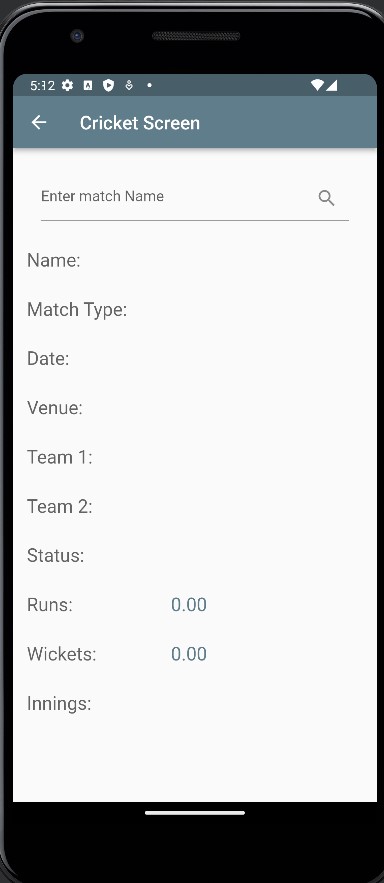 5:12
Cricket Screen
Enter match Name
Name:
Match Type:
Date:
Venue:
Team 1:
Team 2:
Status:
Runs: 0.00
Wickets: 0.00
Innings: